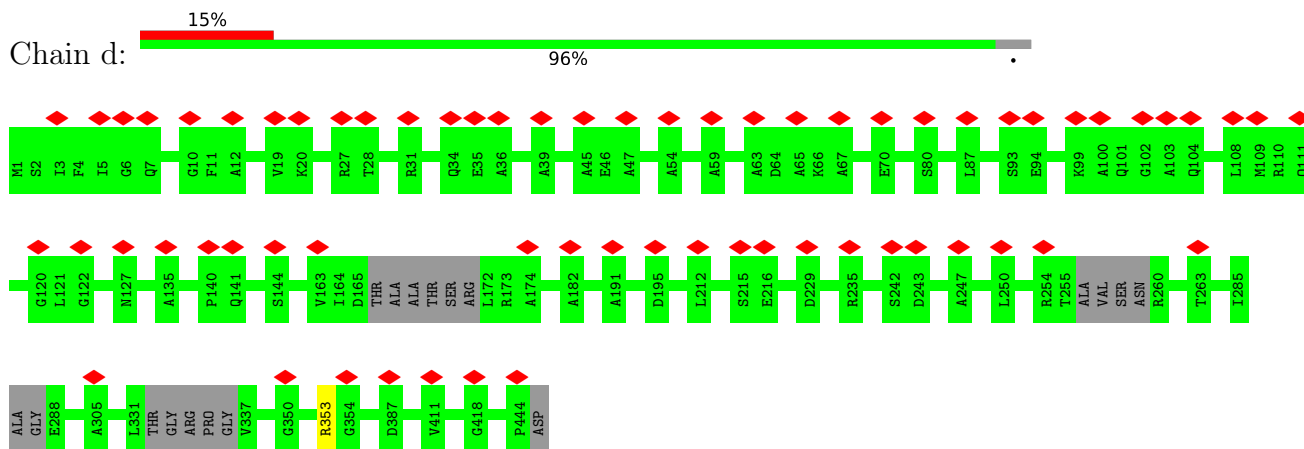 15%
Chain d:
96% •
M1 S2 I3 F4 I5 G6 Q7 G10 F11 A12 V19 K20 R27 T28 R31 Q34 E35 A36 A39 A45 E46 A47 A54 A59 A63 D64 A65 K66 A67 E70 S80 L87 S93 E94 K99 A100 Q101 G102 A103 Q104 L108 M109 R110 Q111
G120 L121 G122 N127 A135 P140 Q141 S144 V163 I164 D165 THR ALA ALA THR SER ARG L172 R173 A174 A182 A191 D195 L212 S215 E216 D229 R235 S242 D243 A247 L250 R254 T255 ALA VAL SER ASN R260 T263 I285
ALA GLY E288 A305 L331 THR GLY ARG PRO GLY V337 G350 R353 G354 D387 V411 G418 P444 ASP